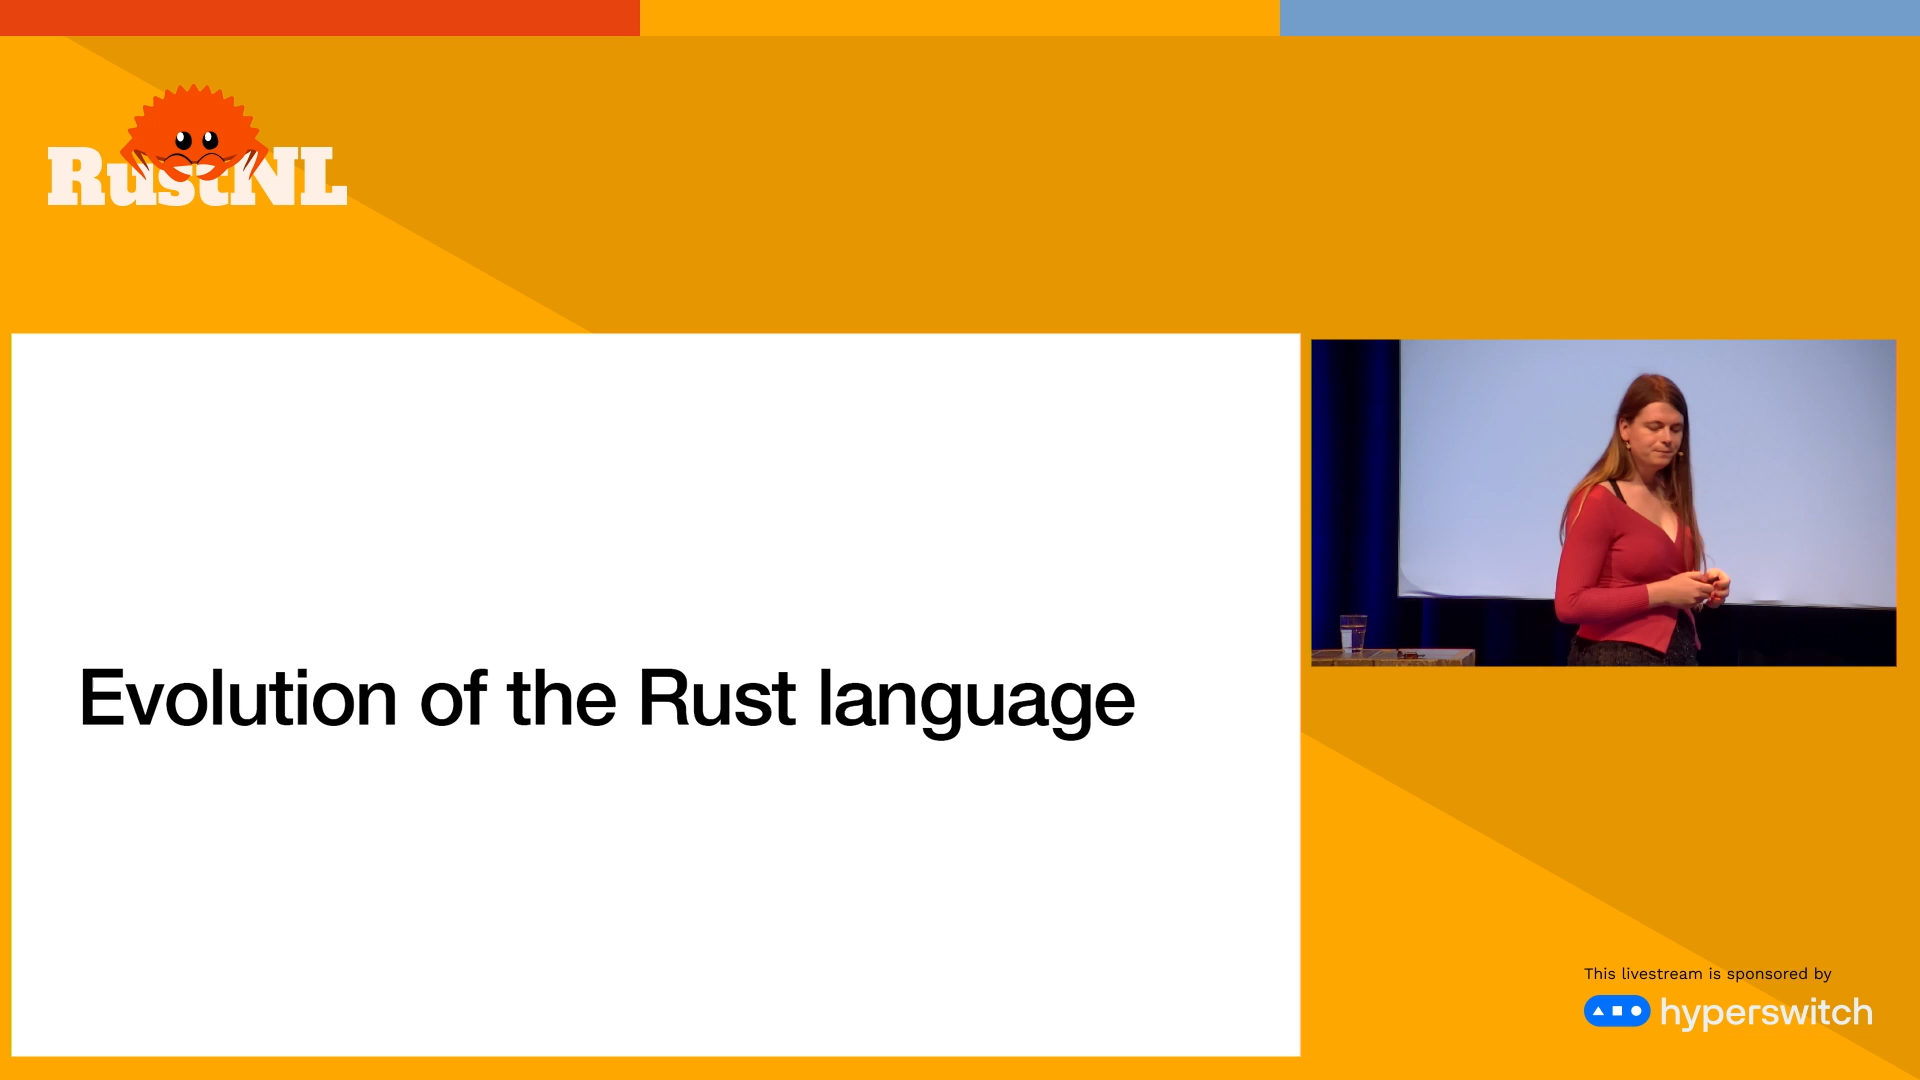 RustNL
Evolution of the Rust language
This livestream is sponsored by
hyperswitch